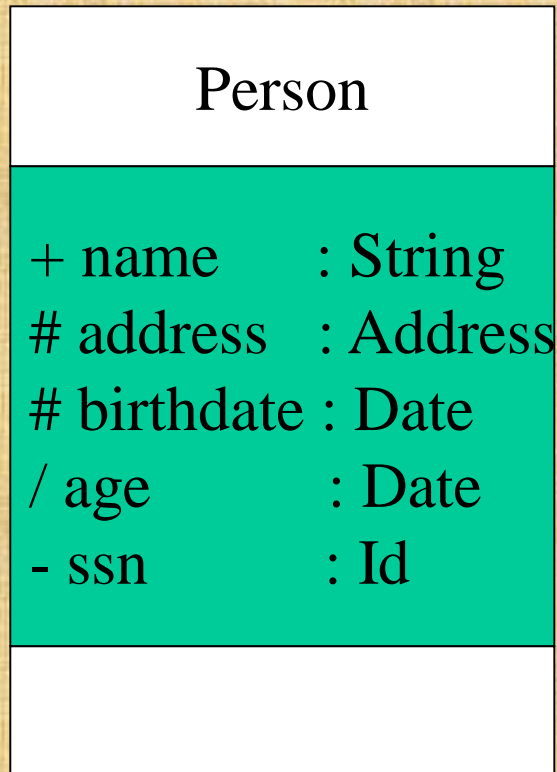 Person
+ name : String
# address : Address
# birthdate : Date
/ age : Date
- ssn : Id